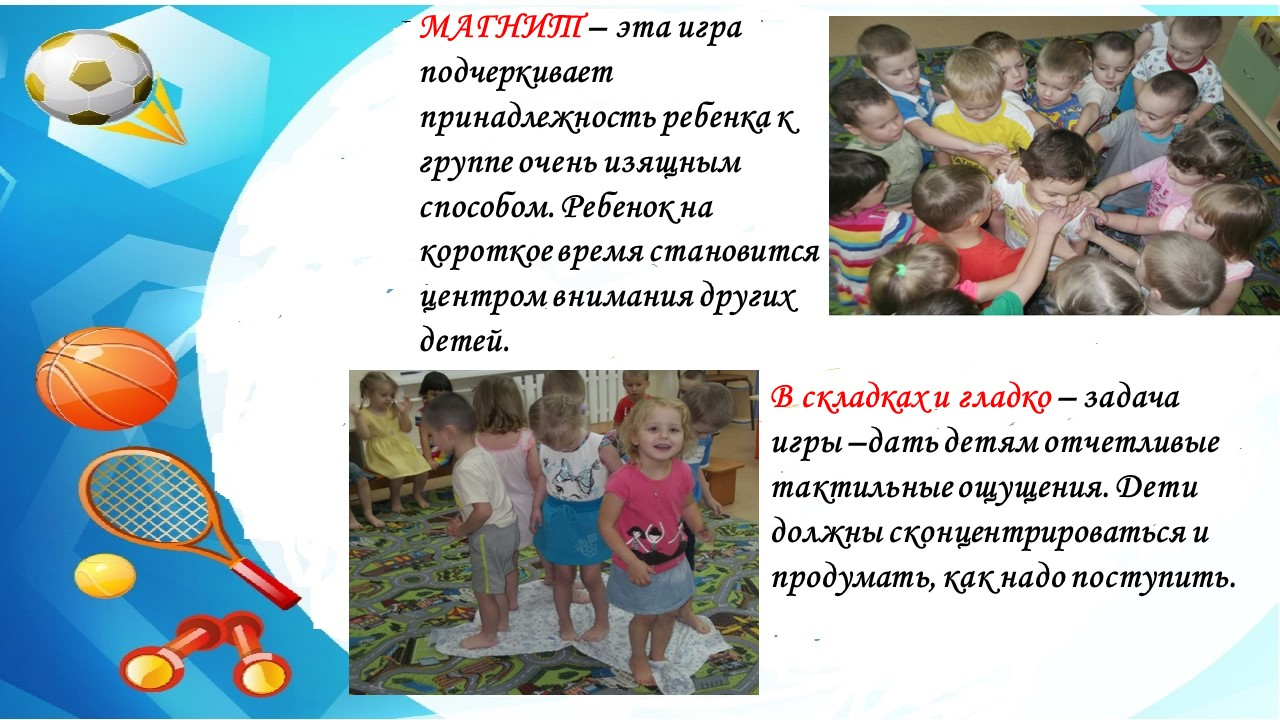 МАГНИТ – эта игра
подчеркивает
принадлежность ребенка к
группе очень изящным
способом. Ребенок на
короткое время становится
центром внимания других
детей.
В складках и гладко – задача
игры –дать детям отчетливые
тактильные ощущения. Дети
должны сконцентрироваться и
продумать, как надо поступить.